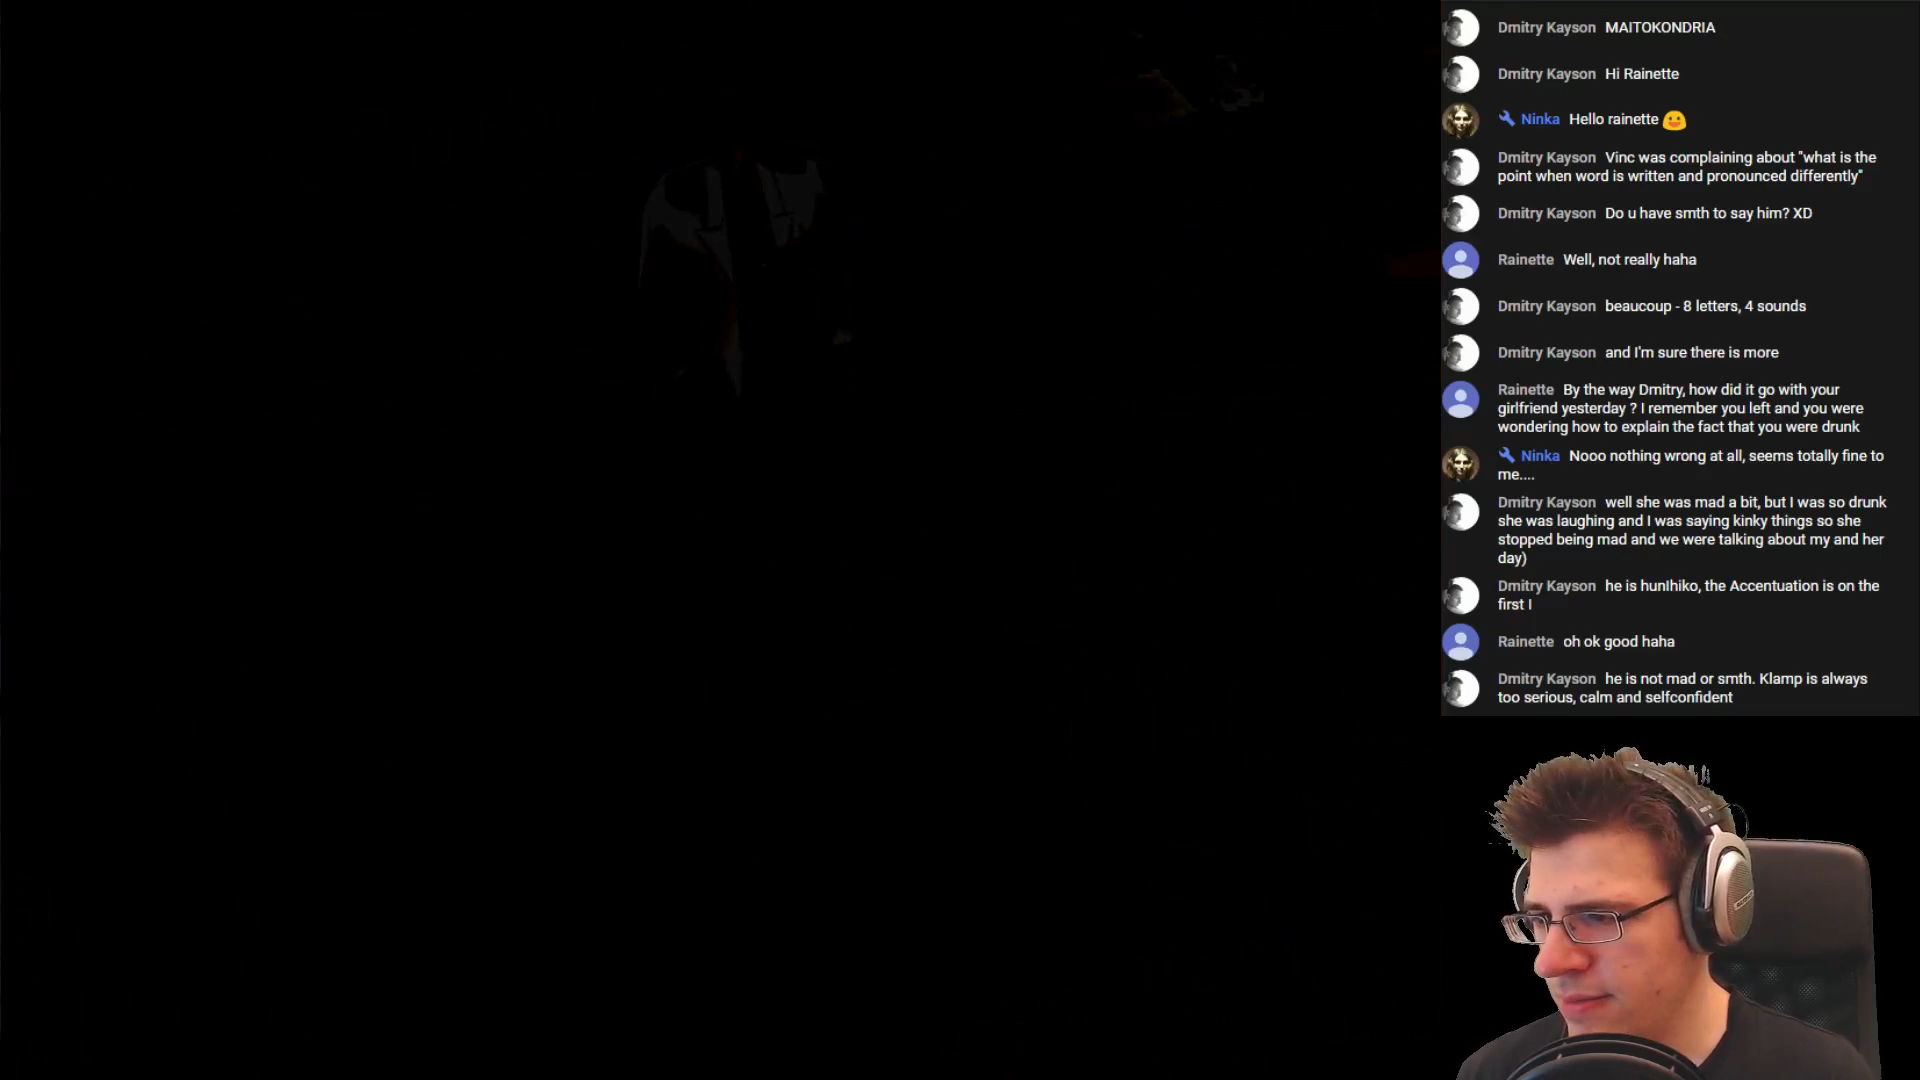 Dmitry Kayson MAITOKONDRIA
Dmitry Kayson Hi Rainette
Ninka Hello rainette
Dmitry Kayson Vinc was complaining about "what is the
point when word is written and pronounced differently"
Dmitry Kayson Do u have smth to say him? XD
Rainette Well, not really haha
Dmitry Kayson beaucoup - 8 letters, 4 sounds
Dmitry Kayson and I'm sure there is more
Rainette By the way Dmitry, how did it go with your
girlfriend yesterday ? I remember you left and you were
wondering how to explain the fact that you were drunk
Ninka Nooo nothing wrong at all, seems totally fine to
me....
Dmitry Kayson well she was mad a bit, but I was so drunk
she was laughing and I was saying kinky things so she
stopped being mad and we were talking about my and her
day)
Dmitry Kayson he is hunIhiko, the Accentuation is on the
first I
Rainette oh ok good haha
Dmitry Kayson he is not mad or smth. Klamp is always
too serious, calm and selfconfident